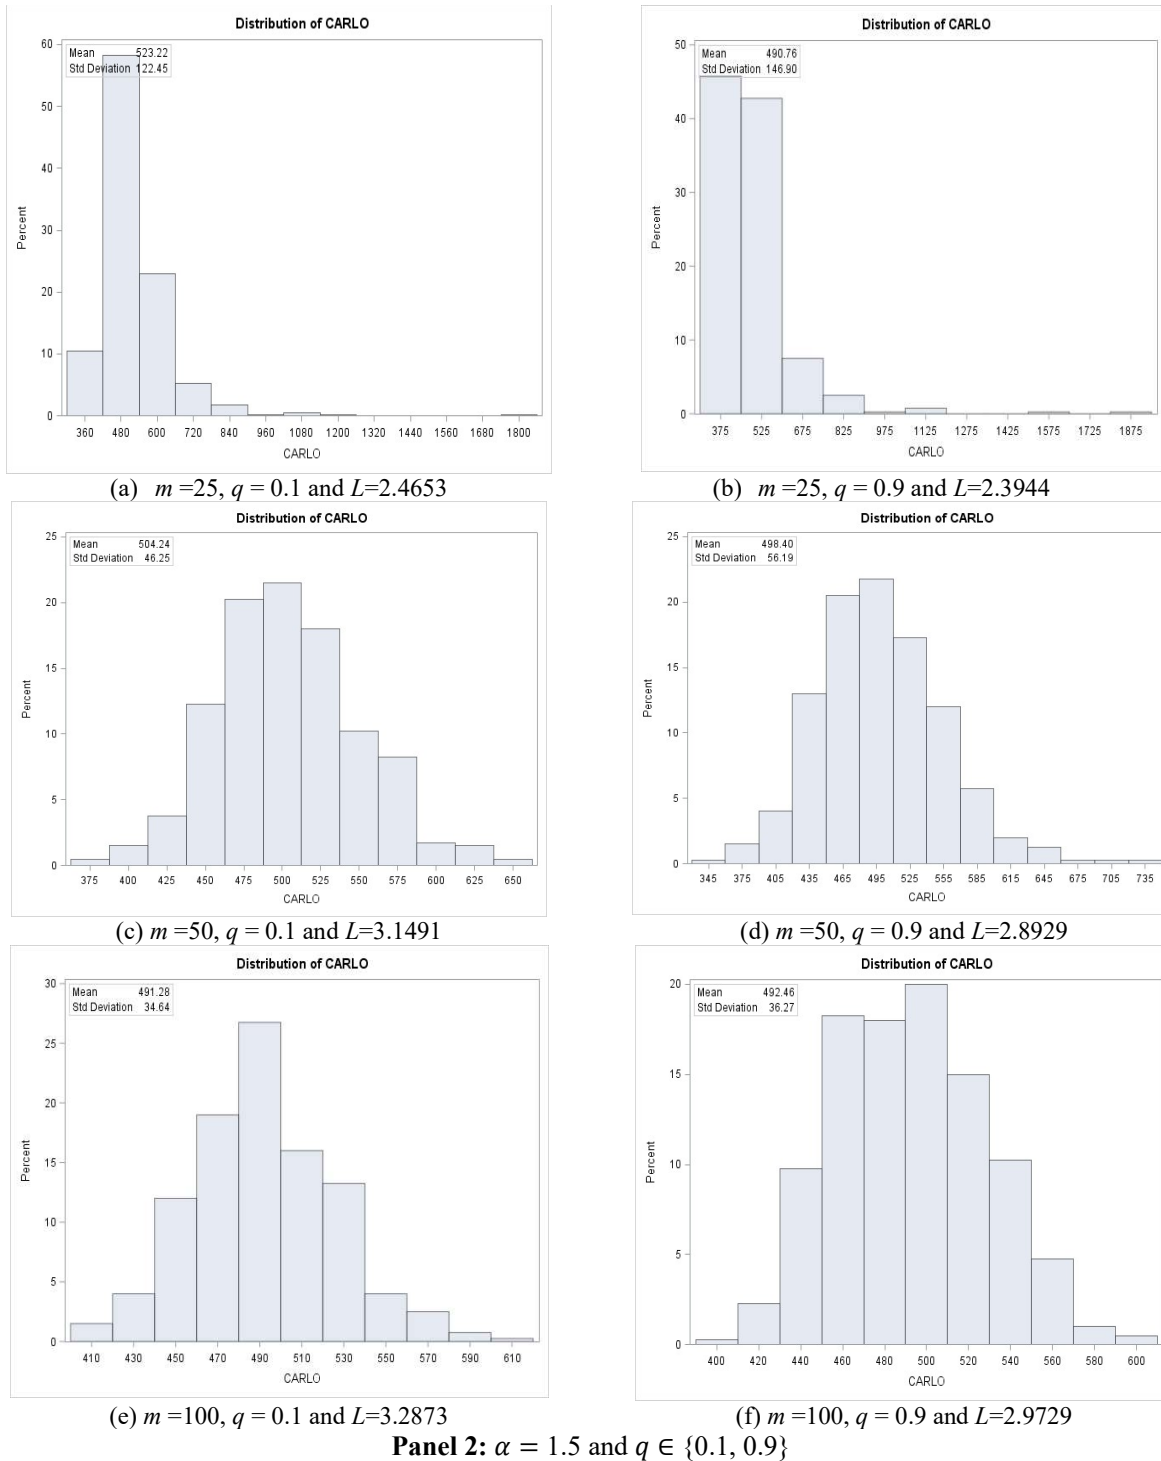 Distribution of CARLO
Mean 523.22
Std Deviation 122.45
60
50
40
30
20
10
0
Percent
360 480 600 720 840 960 1080 1200 1320 1440 1560 1680 1800
CARLO
(a) m =25, q = 0.1 and L=2.4653
Distribution of CARLO
Mean 490.76
Std Deviation 146.90
50
40
30
20
10
0
Percent
375 525 675 825 975 1125 1275 1425 1575 1725 1875
CARLO
(b) m =25, q = 0.9 and L=2.3944
Distribution of CARLO
Mean 504.24
Std Deviation 46.25
25
20
15
10
5
0
Percent
375 400 425 450 475 500 525 550 575 600 625 650
CARLO
(c) m =50, q = 0.1 and L=3.1491
Distribution of CARLO
Mean 498.40
Std Deviation 56.19
25
20
15
10
5
0
Percent
345 375 405 435 465 495 525 555 585 615 645 675 705 735
CARLO
(d) m =50, q = 0.9 and L=2.8929
Distribution of CARLO
Mean 491.28
Std Deviation 34.64
30
25
20
15
10
5
0
Percent
410 430 450 470 490 510 530 550 570 590 610
CARLO
(e) m =100, q = 0.1 and L=3.2873
Distribution of CARLO
Mean 492.46
Std Deviation 36.27
20
15
10
5
0
Percent
400 420 440 460 480 500 520 540 560 580 600
CARLO
(f) m =100, q = 0.9 and L=2.9729
Panel 2: α = 1.5 and q ∈ {0.1, 0.9}